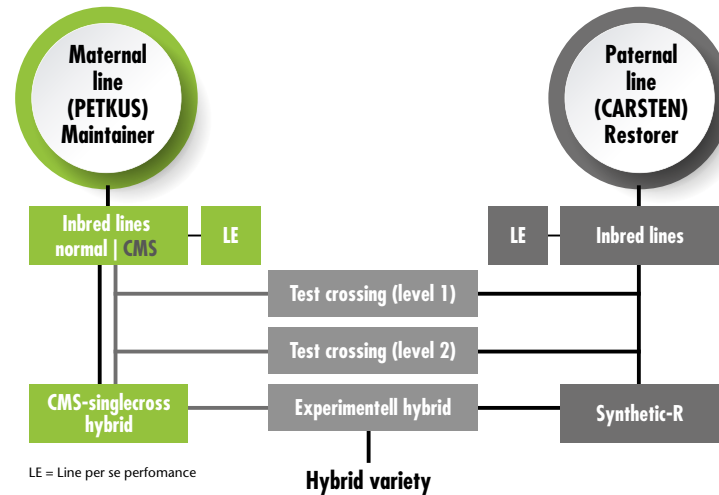 Maternal
line
(PETKUS)
Maintainer
Paternal
line
(CARSTEN)
Restorer
Inbred lines
normal | CMS
LE
LE
Inbred lines
Test crossing (level 1)
Test crossing (level 2)
CMS-singlecross
hybrid
Experimentell hybrid
Synthetic-R
LE = Line per se perfomance
Hybrid variety